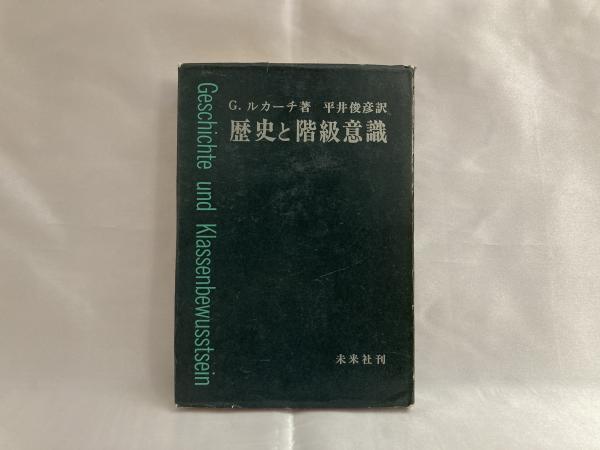 G. ルカーチ著 平井俊彦訳
歴史と階級意識
Geschichte und Klassenbewusstsein
未来社刊